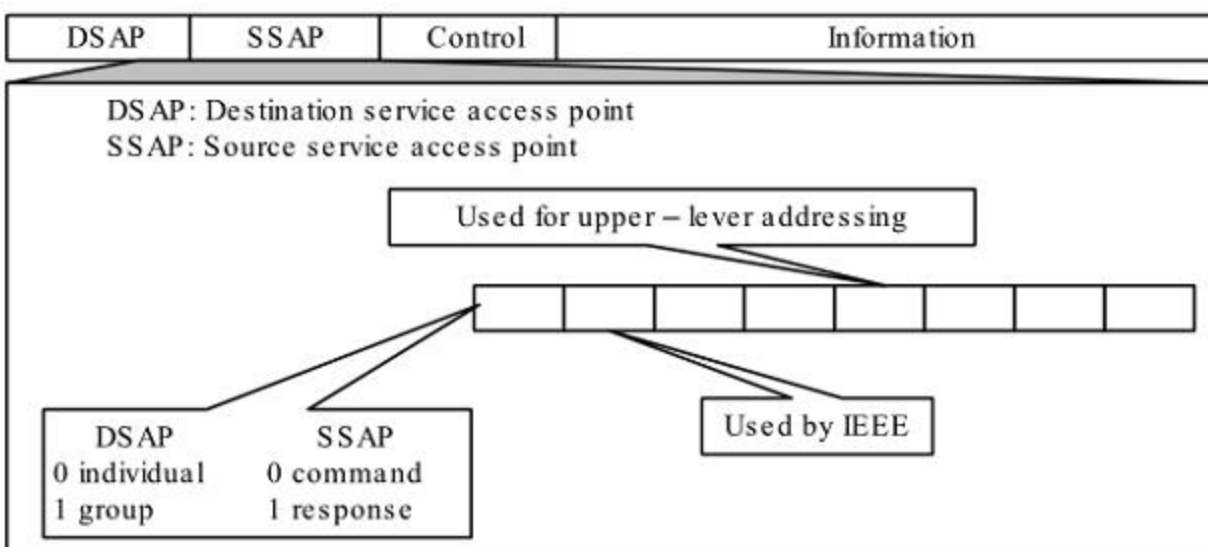 DSAP SSAP Control Information
DSAP: Destination service access point
SSAP: Source service access point
Used for upper – lever addressing
Used by IEEE
DSAP SSAP
0 individual 0 command
1 group 1 response